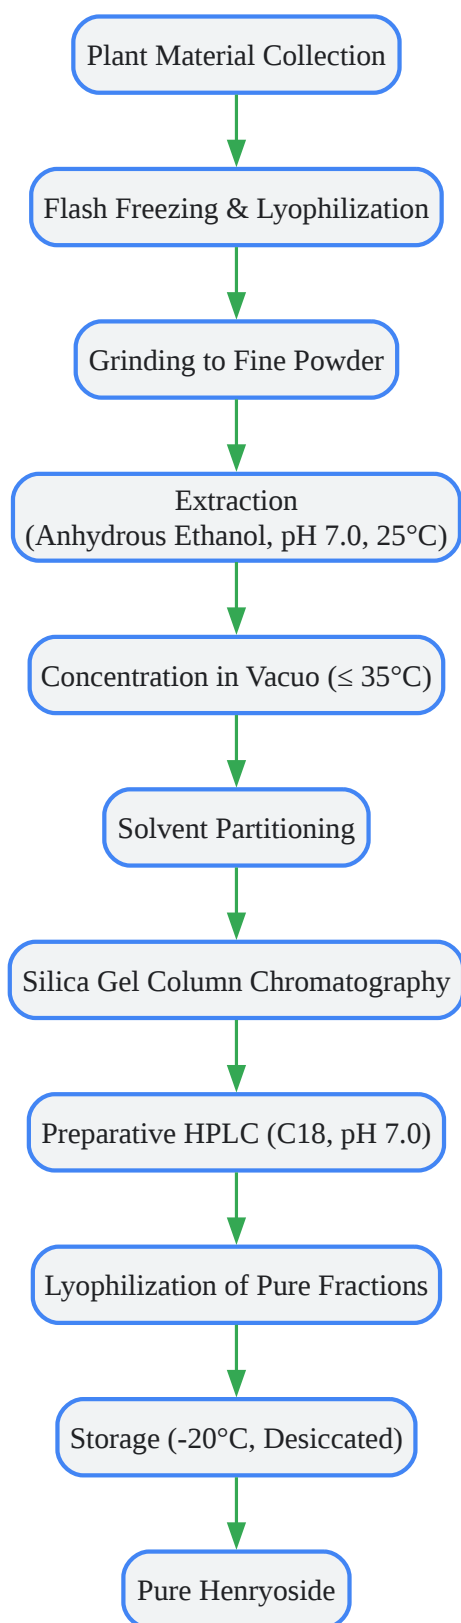 Plant Material Collection
Flash Freezing & Lyophilization
Grinding to Fine Powder
Extraction
(Anhydrous Ethanol, pH 7.0, 25°C)
Concentration in Vacuo (≤ 35°C)
Solvent Partitioning
Silica Gel Column Chromatography
Preparative HPLC (C18, pH 7.0)
Lyophilization of Pure Fractions
Storage (-20°C, Desiccated)
Pure Henryoside